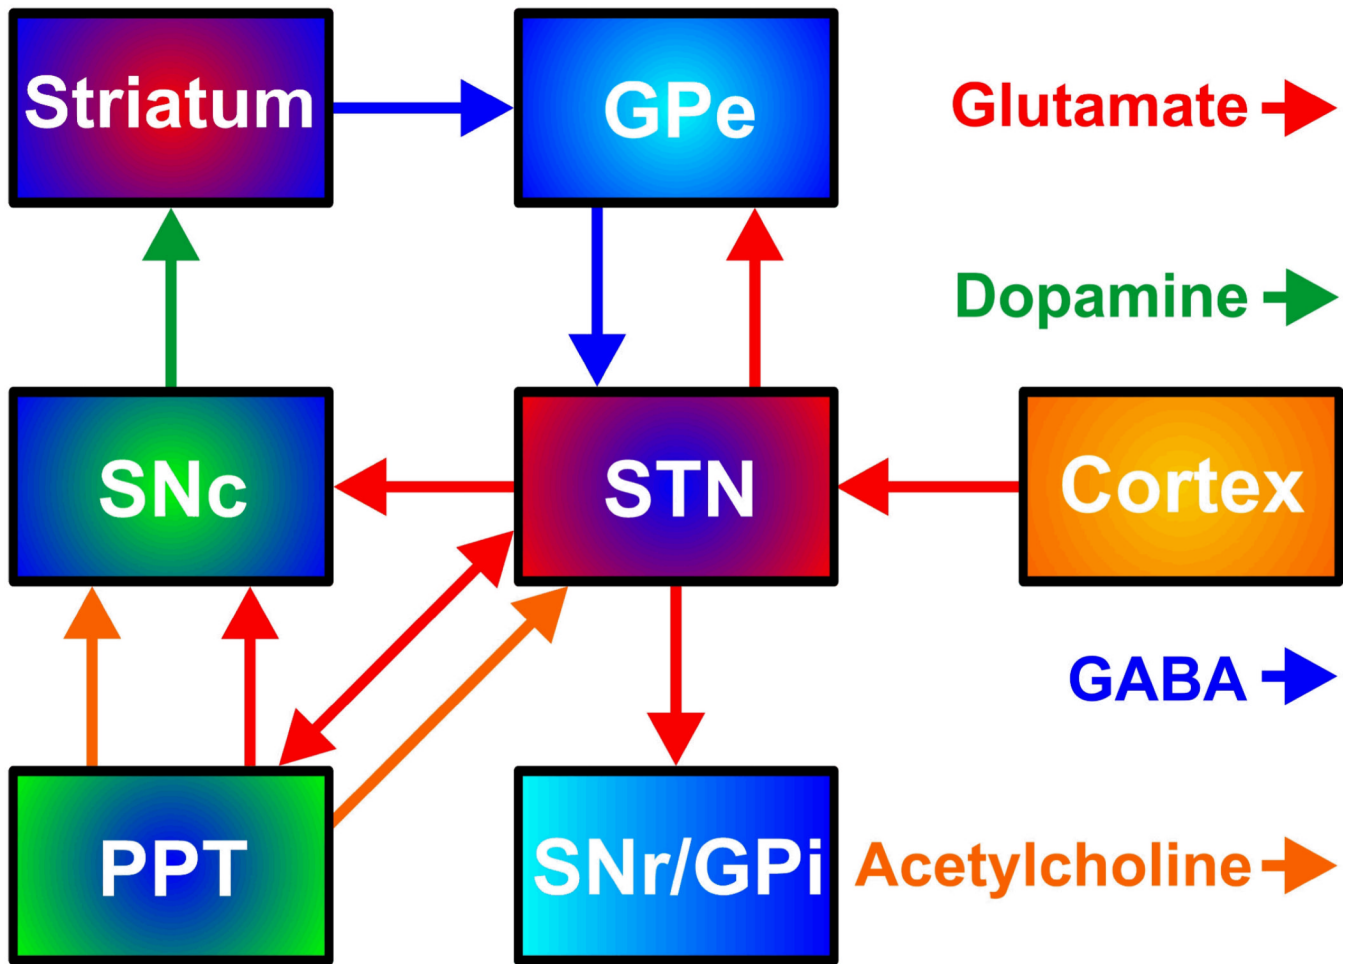 Striatum
GPe
Glutamate
Dopamine
SNc
STN
Cortex
GABA
PPT
SNr/GPi
Acetylcholine